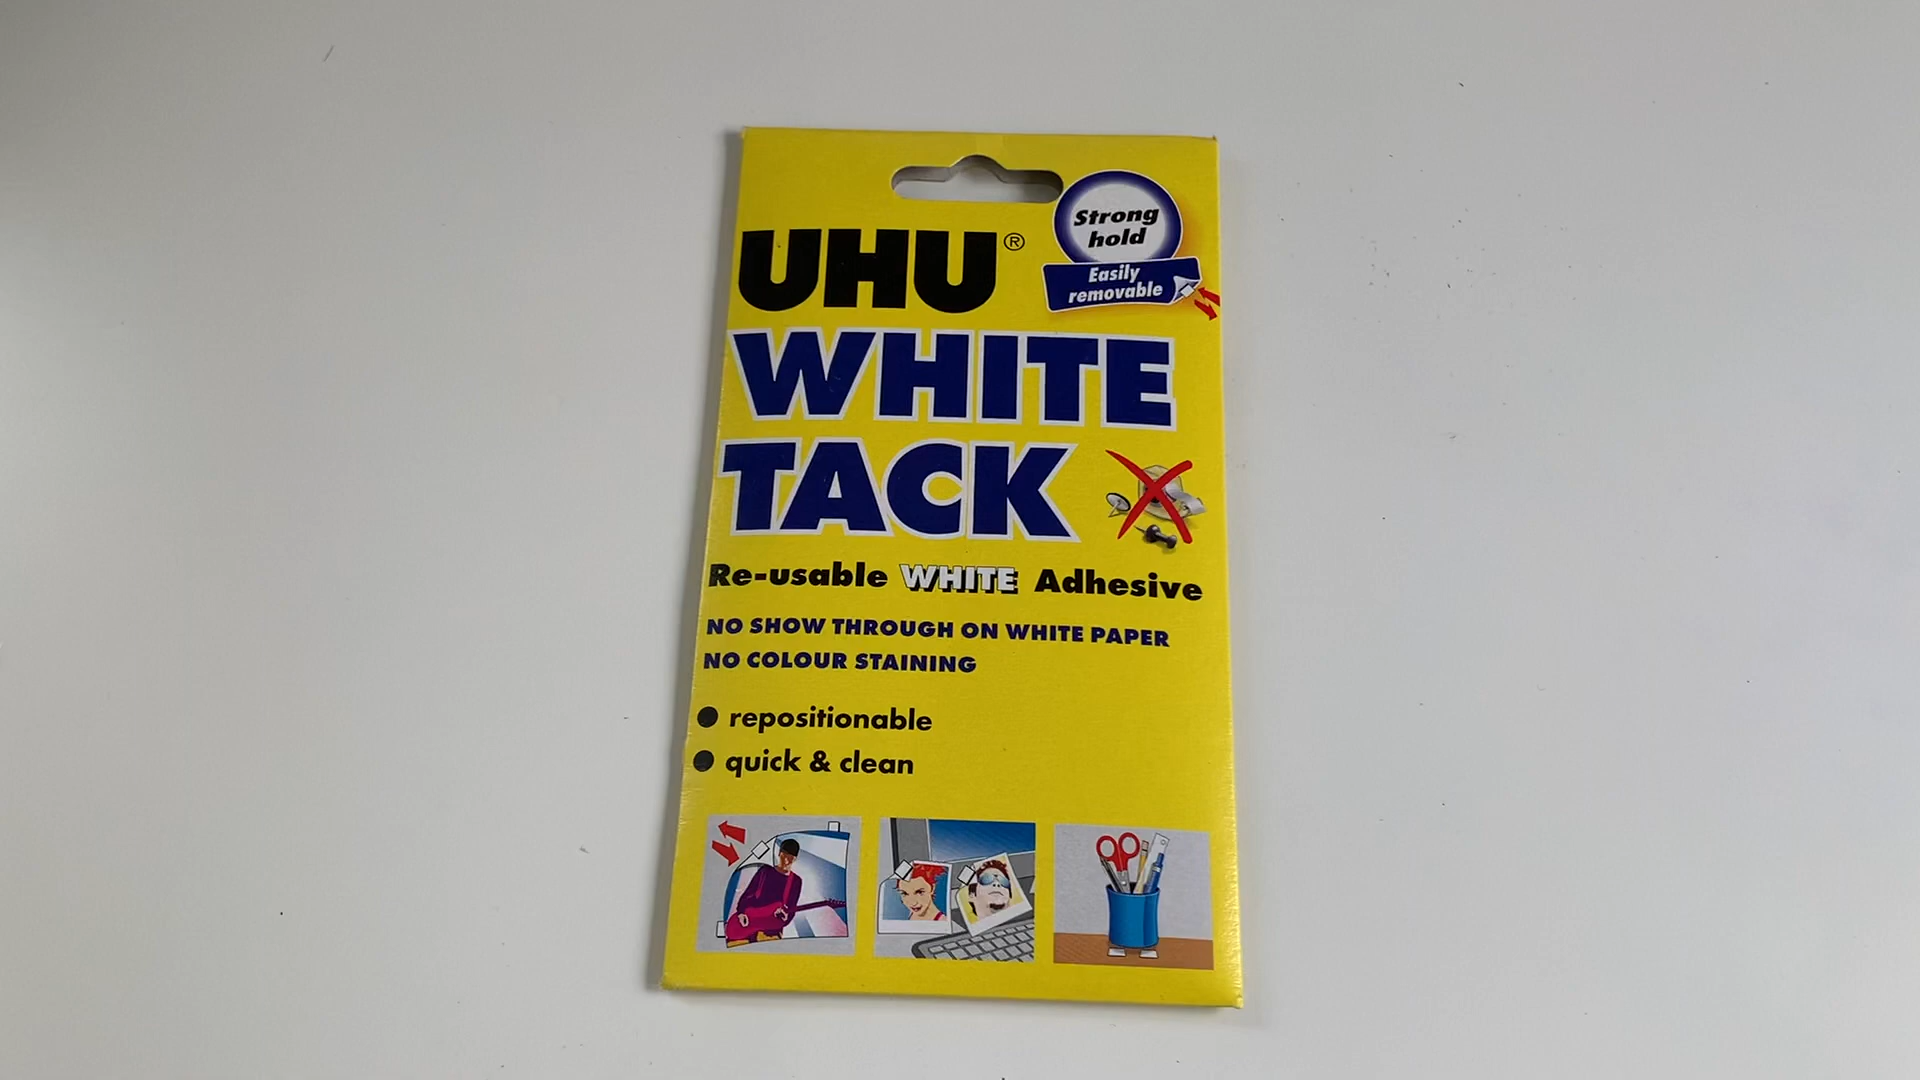 UHU®
Strong
hold
Easily
removable
WHITE
TACK
Re-usable WHITE Adhesive
NO SHOW THROUGH ON WHITE PAPER
NO COLOUR STAINING
● repositionable
● quick & clean